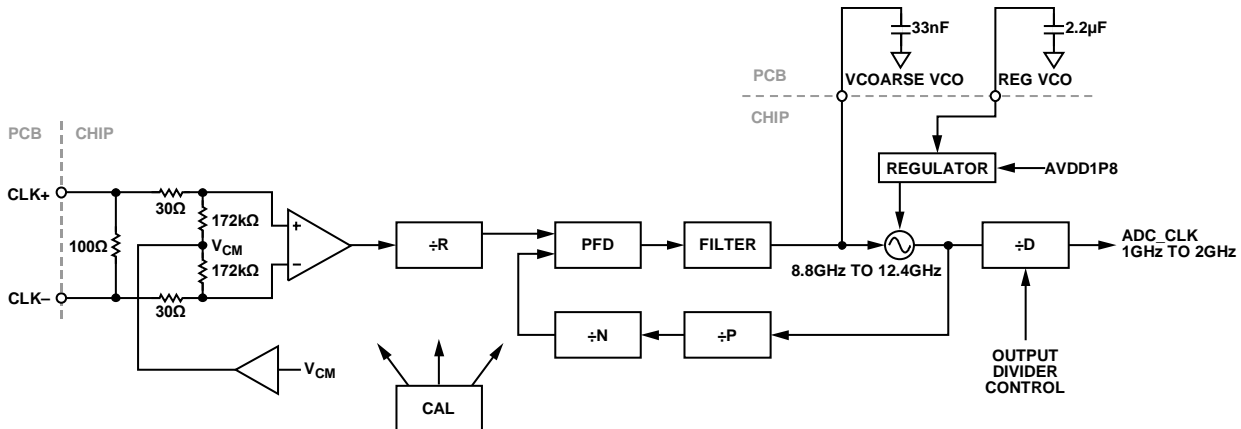 33nF
2.2µF
PCB
VCOARSE VCO
REG VCO
CHIP
PCB
CHIP
REGULATOR
AVDD1P8
CLK+
30Ω
172kΩ
100Ω
VCM
172kΩ
+
–
÷R
PFD
FILTER
÷D
ADC_CLK
1GHz TO 2GHz
8.8GHz TO 12.4GHz
CLK–
30Ω
÷N
÷P
VCM
CAL
OUTPUT
DIVIDER
CONTROL